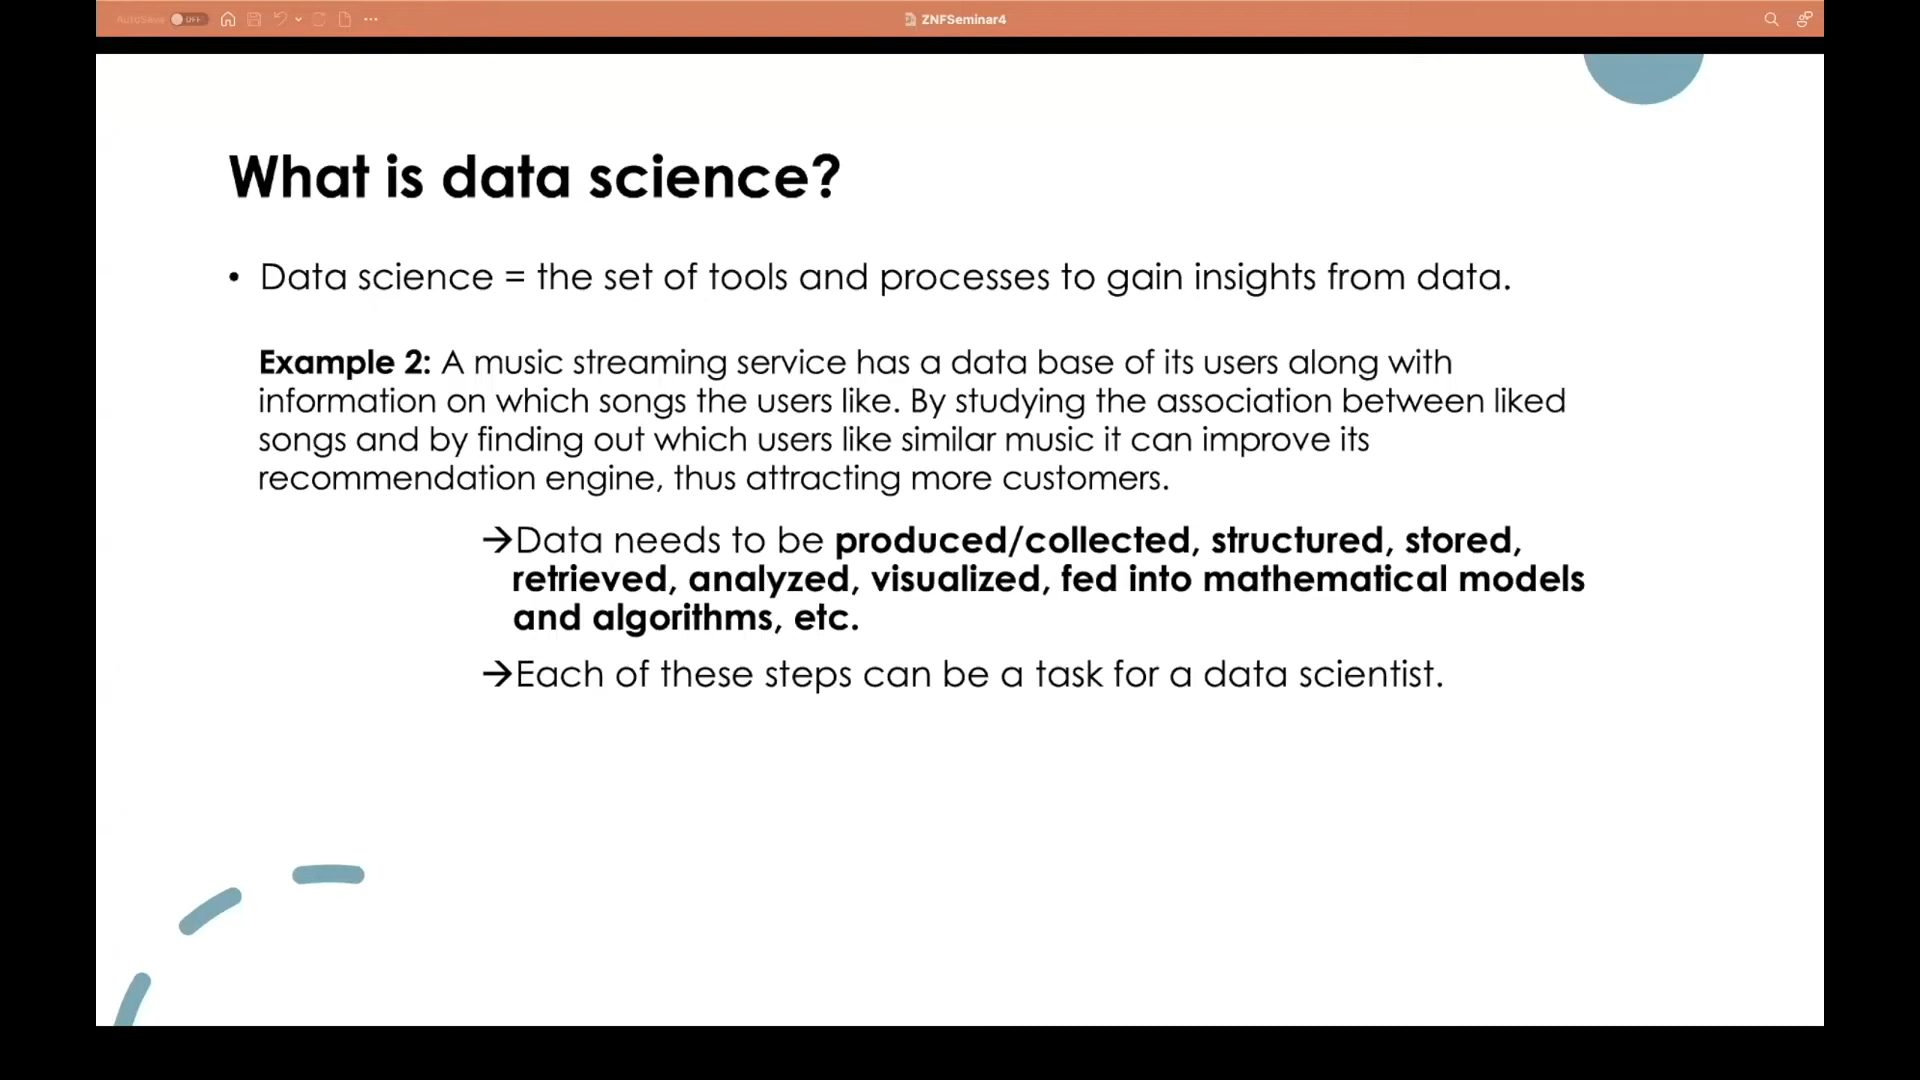 AutoSave OFF
ZNFSeminar4
What is data science?
• Data science = the set of tools and processes to gain insights from data.
Example 2: A music streaming service has a data base of its users along with
information on which songs the users like. By studying the association between liked
songs and by finding out which users like similar music it can improve its
recommendation engine, thus attracting more customers.
→Data needs to be produced/collected, structured, stored,
retrieved, analyzed, visualized, fed into mathematical models
and algorithms, etc.
→Each of these steps can be a task for a data scientist.